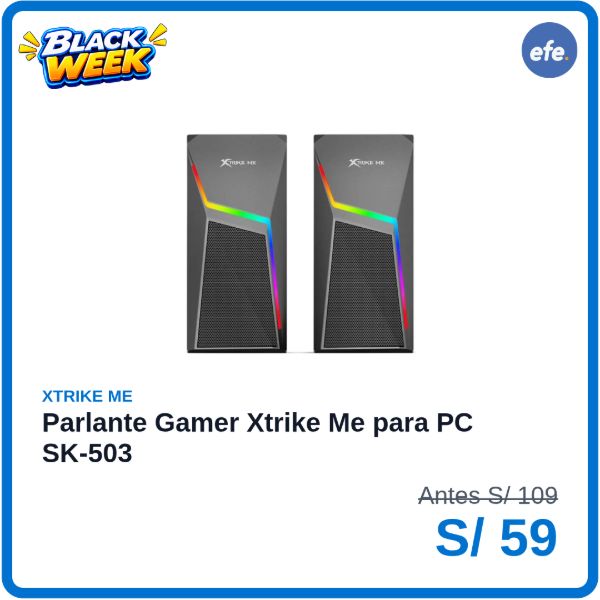 BLACK
WEEK
efe.
XTRIKE ME
XTRIKE ME
XTRIKE ME
Parlante Gamer Xtrike Me para PC
SK-503
Antes S/ 109
S/ 59